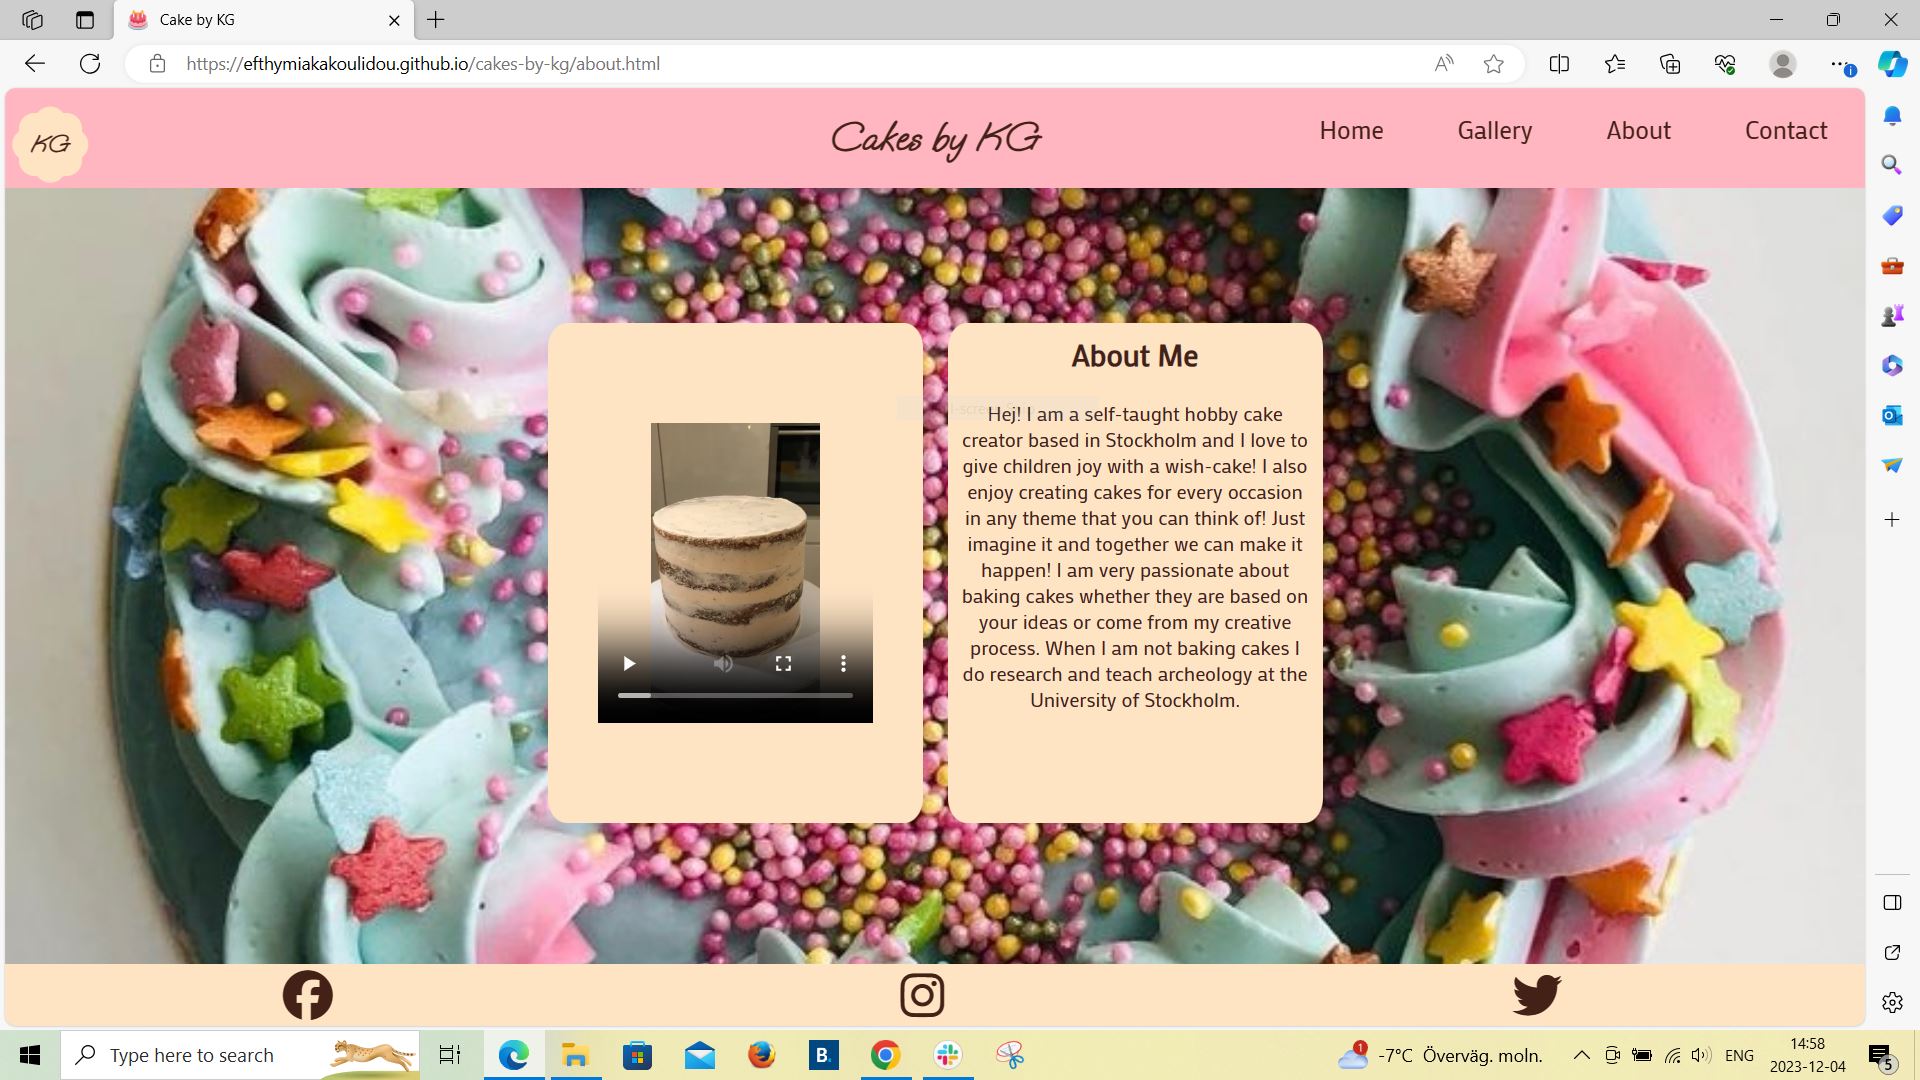 Cake by KG
https://efthymiakakoulidou.github.io/cakes-by-kg/about.html
KG
Cakes by KG
Home Gallery About Contact
About Me
Hej! I am a self-taught hobby cake
creator based in Stockholm and I love to
give children joy with a wish-cake! I also
enjoy creating cakes for every occasion
in any theme that you can think of! Just
imagine it and together we can make it
happen! I am very passionate about
baking cakes whether they are based on
your ideas or come from my creative
process. When I am not baking cakes I
do research and teach archeology at the
University of Stockholm.
Type here to search
B.
1
-7°C Överväg. moln.
ENG
14:58
2023-12-04
5